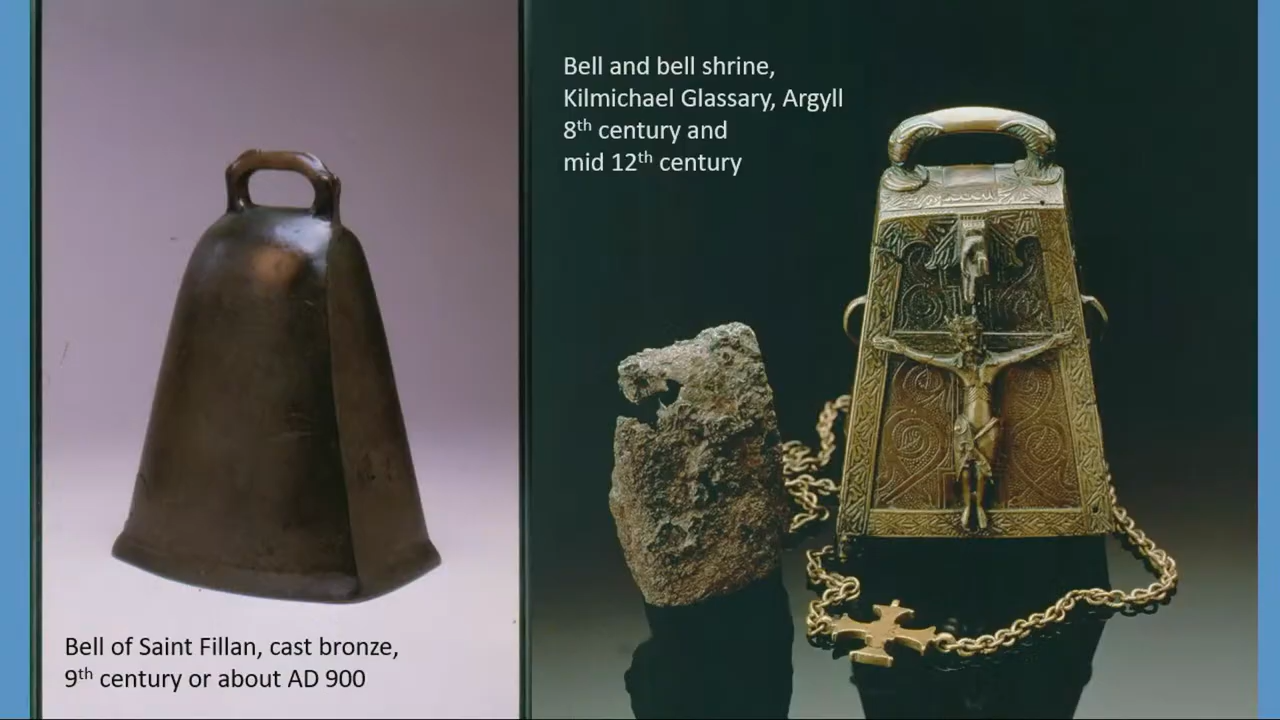 Bell of Saint Fillan, cast bronze,
9th century or about AD 900
Bell and bell shrine,
Kilmichael Glassary, Argyll
8th century and
mid 12th century